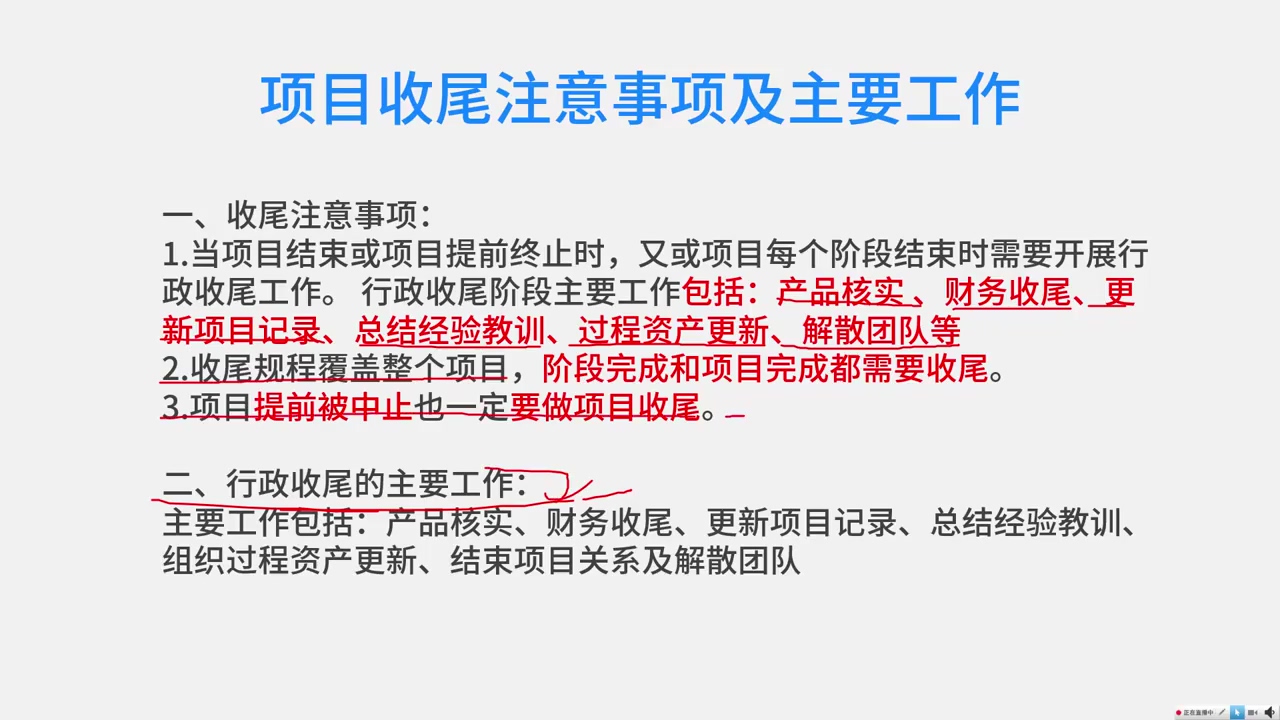 项目收尾注意事项及主要工作
一、收尾注意事项：
1.当项目结束或项目提前终止时，又或项目每个阶段结束时需要开展行
政收尾工作。 行政收尾阶段主要工作包括：产品核实 、财务收尾、更
新项目记录、总结经验教训、过程资产更新、解散团队等
2.收尾规程覆盖整个项目，阶段完成和项目完成都需要收尾。
3.项目提前被中止也一定要做项目收尾。
二、行政收尾的主要工作：
主要工作包括：产品核实、财务收尾、更新项目记录、总结经验教训、
组织过程资产更新、结束项目关系及解散团队
正在直播中